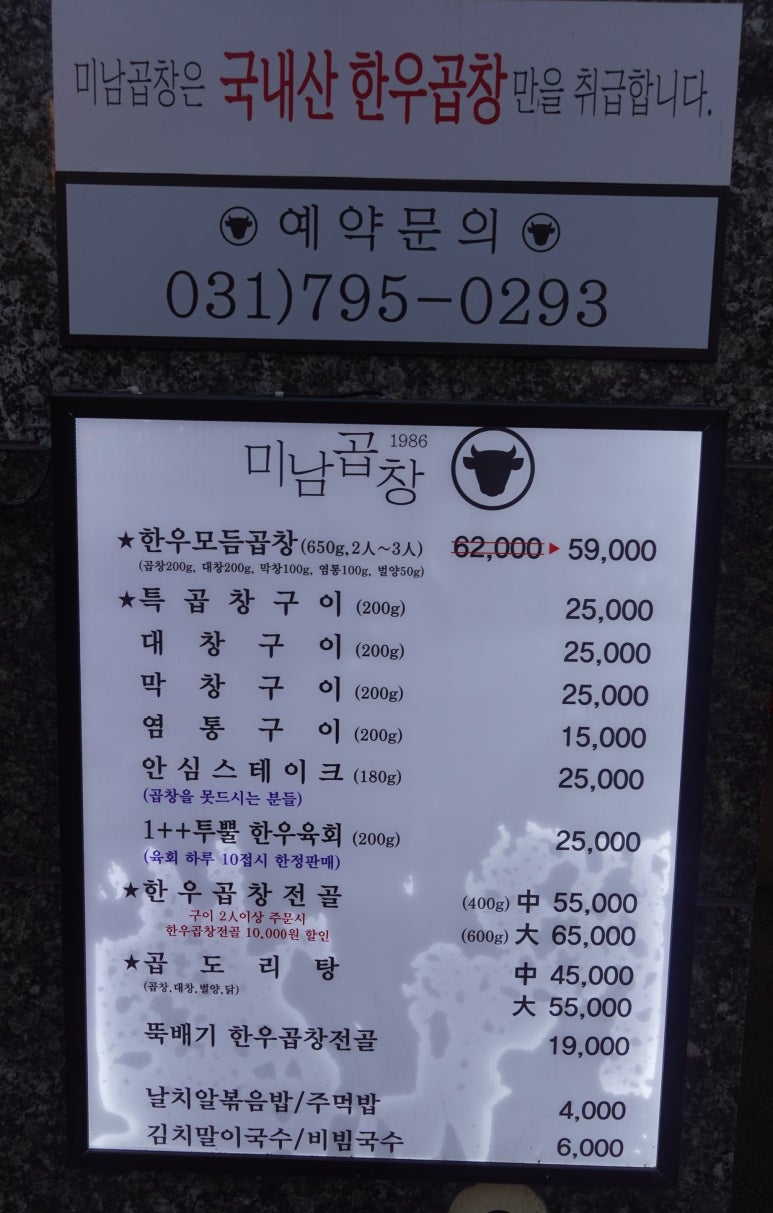 미남곱창은 국내산 한우곱창만을 취급합니다.
예약문의
031)795-0293
미남곱창 1986
★한우모듬곱창(650g,2人~3人) 62,000▶59,000
(곱창200g, 대창200g, 막창100g, 염통100g, 벌양50g)
★특곱창구이 (200g) 25,000
대창구이 (200g) 25,000
막창구이 (200g) 25,000
염통구이 (200g) 15,000
안심스테이크 (180g) 25,000
(곱창을 못드시는 분들)
1++투뿔 한우육회 (200g) 25,000
(육회 하루 10접시 한정판매)
★한우곱창전골 (400g) 中 55,000
구이 2人이상 주문시
한우곱창전골 10,000원 할인
(600g) 大 65,000
★곱도리탕 中 45,000
(곱창,대창,벌양,닭)
大 55,000
뚝배기 한우곱창전골 19,000
날치알볶음밥/주먹밥 4,000
김치말이국수/비빔국수 6,000